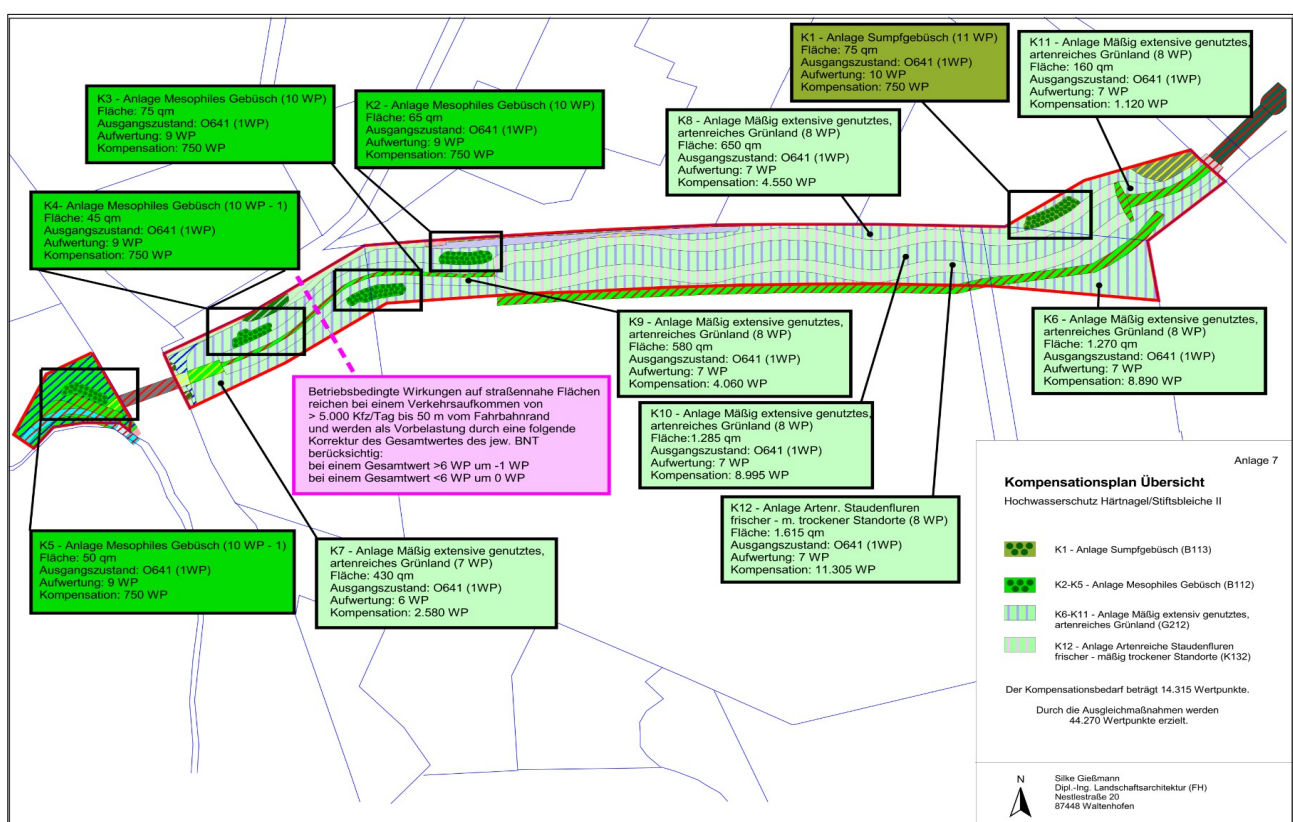 K1 - Anlage Sumpfgebüsch (11 WP)
Fläche: 75 qm
Ausgangszustand: O641 (1WP)
Aufwertung: 10 WP
Kompensation: 750 WP
K11 - Anlage Mäßig extensive genutztes,
artenreiches Grünland (8 WP)
Fläche: 160 qm
Ausgangszustand: O641 (1WP)
Aufwertung: 7 WP
Kompensation: 1.120 WP
K3 - Anlage Mesophiles Gebüsch (10 WP)
Fläche: 75 qm
Ausgangszustand: O641 (1WP)
Aufwertung: 9 WP
Kompensation: 750 WP
K2 - Anlage Mesophiles Gebüsch (10 WP)
Fläche: 65 qm
Ausgangszustand: O641 (1WP)
Aufwertung: 9 WP
Kompensation: 750 WP
K8 - Anlage Mäßig extensive genutztes,
artenreiches Grünland (8 WP)
Fläche: 650 qm
Ausgangszustand: O641 (1WP)
Aufwertung: 7 WP
Kompensation: 4.550 WP
K4- Anlage Mesophiles Gebüsch (10 WP - 1)
Fläche: 45 qm
Ausgangszustand: O641 (1WP)
Aufwertung: 9 WP
Kompensation: 750 WP
K9 - Anlage Mäßig extensive genutztes,
artenreiches Grünland (8 WP)
Fläche: 580 qm
Ausgangszustand: O641 (1WP)
Aufwertung: 7 WP
Kompensation: 4.060 WP
K6 - Anlage Mäßig extensive genutztes,
artenreiches Grünland (8 WP)
Fläche: 1.270 qm
Ausgangszustand: O641 (1WP)
Aufwertung: 7 WP
Kompensation: 8.890 WP
Betriebsbedingte Wirkungen auf straßennahe Flächen
reichen bei einem Verkehrsaufkommen von
> 5.000 Kfz/Tag bis 50 m vom Fahrbahnrand
und werden als Vorbelastung durch eine folgende
Korrektur des Gesamtwertes des jew. BNT
berücksichtig:
bei einem Gesamtwert >6 WP um -1 WP
bei einem Gesamtwert <6 WP um 0 WP
K10 - Anlage Mäßig extensive genutztes,
artenreiches Grünland (8 WP)
Fläche:1.285 qm
Ausgangszustand: O641 (1WP)
Aufwertung: 7 WP
Kompensation: 8.995 WP
K12 - Anlage Artenr. Staudenfluren
frischer - m. trockener Standorte (8 WP)
Fläche: 1.615 qm
Ausgangszustand: O641 (1WP)
Aufwertung: 7 WP
Kompensation: 11.305 WP
K5 - Anlage Mesophiles Gebüsch (10 WP - 1)
Fläche: 50 qm
Ausgangszustand: O641 (1WP)
Aufwertung: 9 WP
Kompensation: 750 WP
K7 - Anlage Mäßig extensive genutztes,
artenreiches Grünland (7 WP)
Fläche: 430 qm
Ausgangszustand: O641 (1WP)
Aufwertung: 6 WP
Kompensation: 2.580 WP
Anlage 7
Kompensationsplan Übersicht
Hochwasserschutz Härtnagel/Stiftsbleiche II
K1 - Anlage Sumpfgebüsch (B113)
K2-K5 - Anlage Mesophiles Gebüsch (B112)
K6-K11 - Anlage Mäßig extensiv genutztes,
artenreiches Grünland (G212)
K12 - Anlage Artenreiche Staudenfluren
frischer - mäßig trockener Standorte (K132)
Der Kompensationsbedarf beträgt 14.315 Wertpunkte.
Durch die Ausgleichmaßnahmen werden
44.270 Wertpunkte erzielt.
N
Silke Gießmann
Dipl.-Ing. Landschaftsarchitektur (FH)
Nestlestraße 20
87448 Waltenhofen